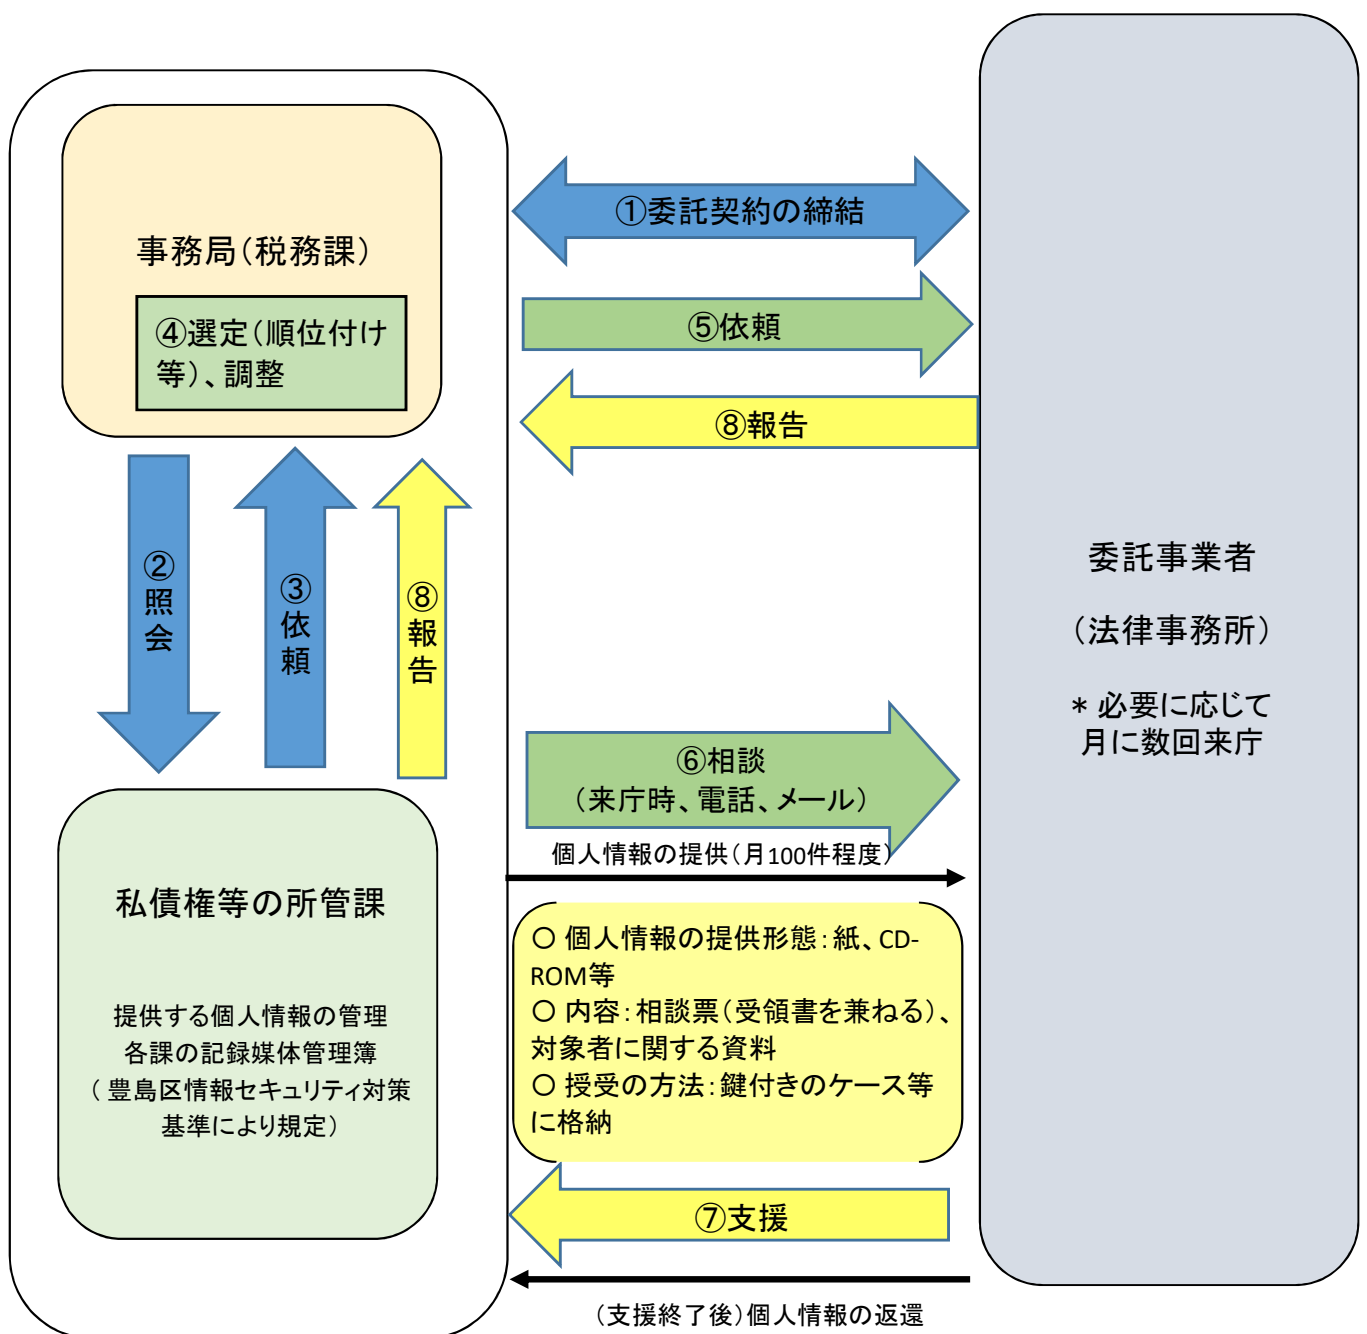 事務局（税務課）
④選定（順位付け
等）、調整
①委託契約の締結
⑤依頼
⑧報告
②照会
③依頼
⑧報告
委託事業者
（法律事務所）
＊必要に応じて
月に数回来庁
⑥相談
（来庁時、電話、メール）
個人情報の提供（月100件程度）
私債権等の所管課
提供する個人情報の管理
各課の記録媒体管理簿
（豊島区情報セキュリティ対策
基準により規定）
〇 個人情報の提供形態：紙、CD-
ROM等
〇 内容：相談票（受領書を兼ねる）、
対象者に関する資料
〇 授受の方法：鍵付きのケース等
に格納
⑦支援
（支援終了後）個人情報の返還